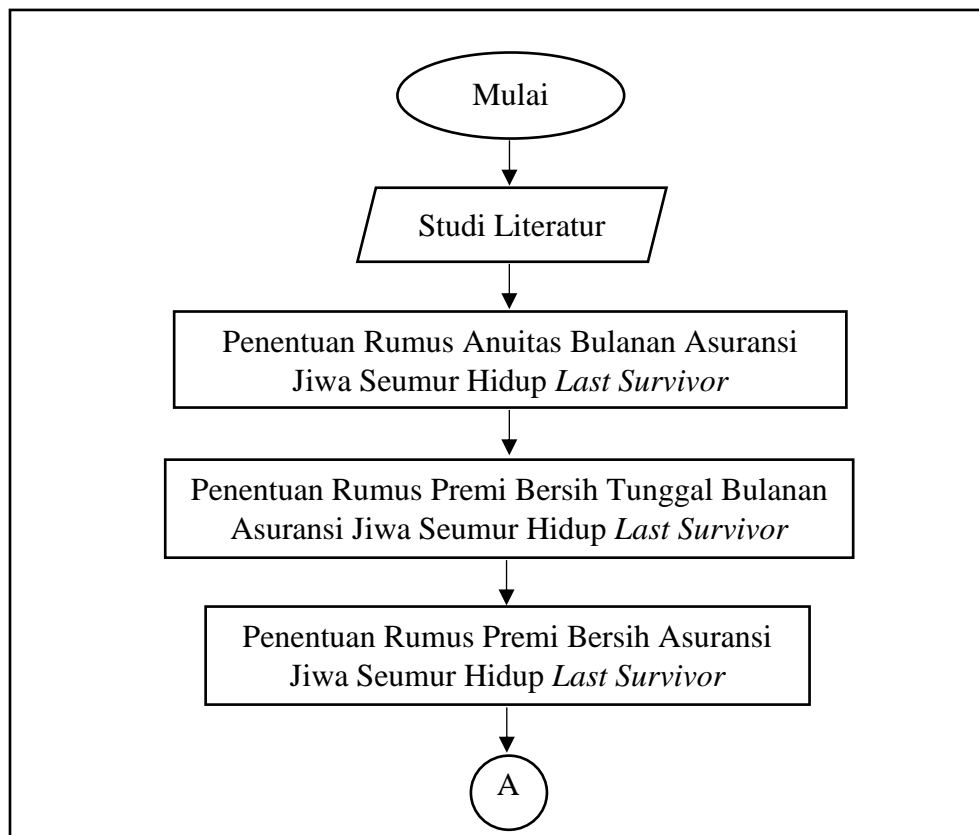 Mulai
Studi Literatur
Penentuan Rumus Anuitas Bulanan Asuransi
Jiwa Seumur Hidup Last Survivor
Penentuan Rumus Premi Bersih Tunggal Bulanan
Asuransi Jiwa Seumur Hidup Last Survivor
Penentuan Rumus Premi Bersih Asuransi
Jiwa Seumur Hidup Last Survivor
A